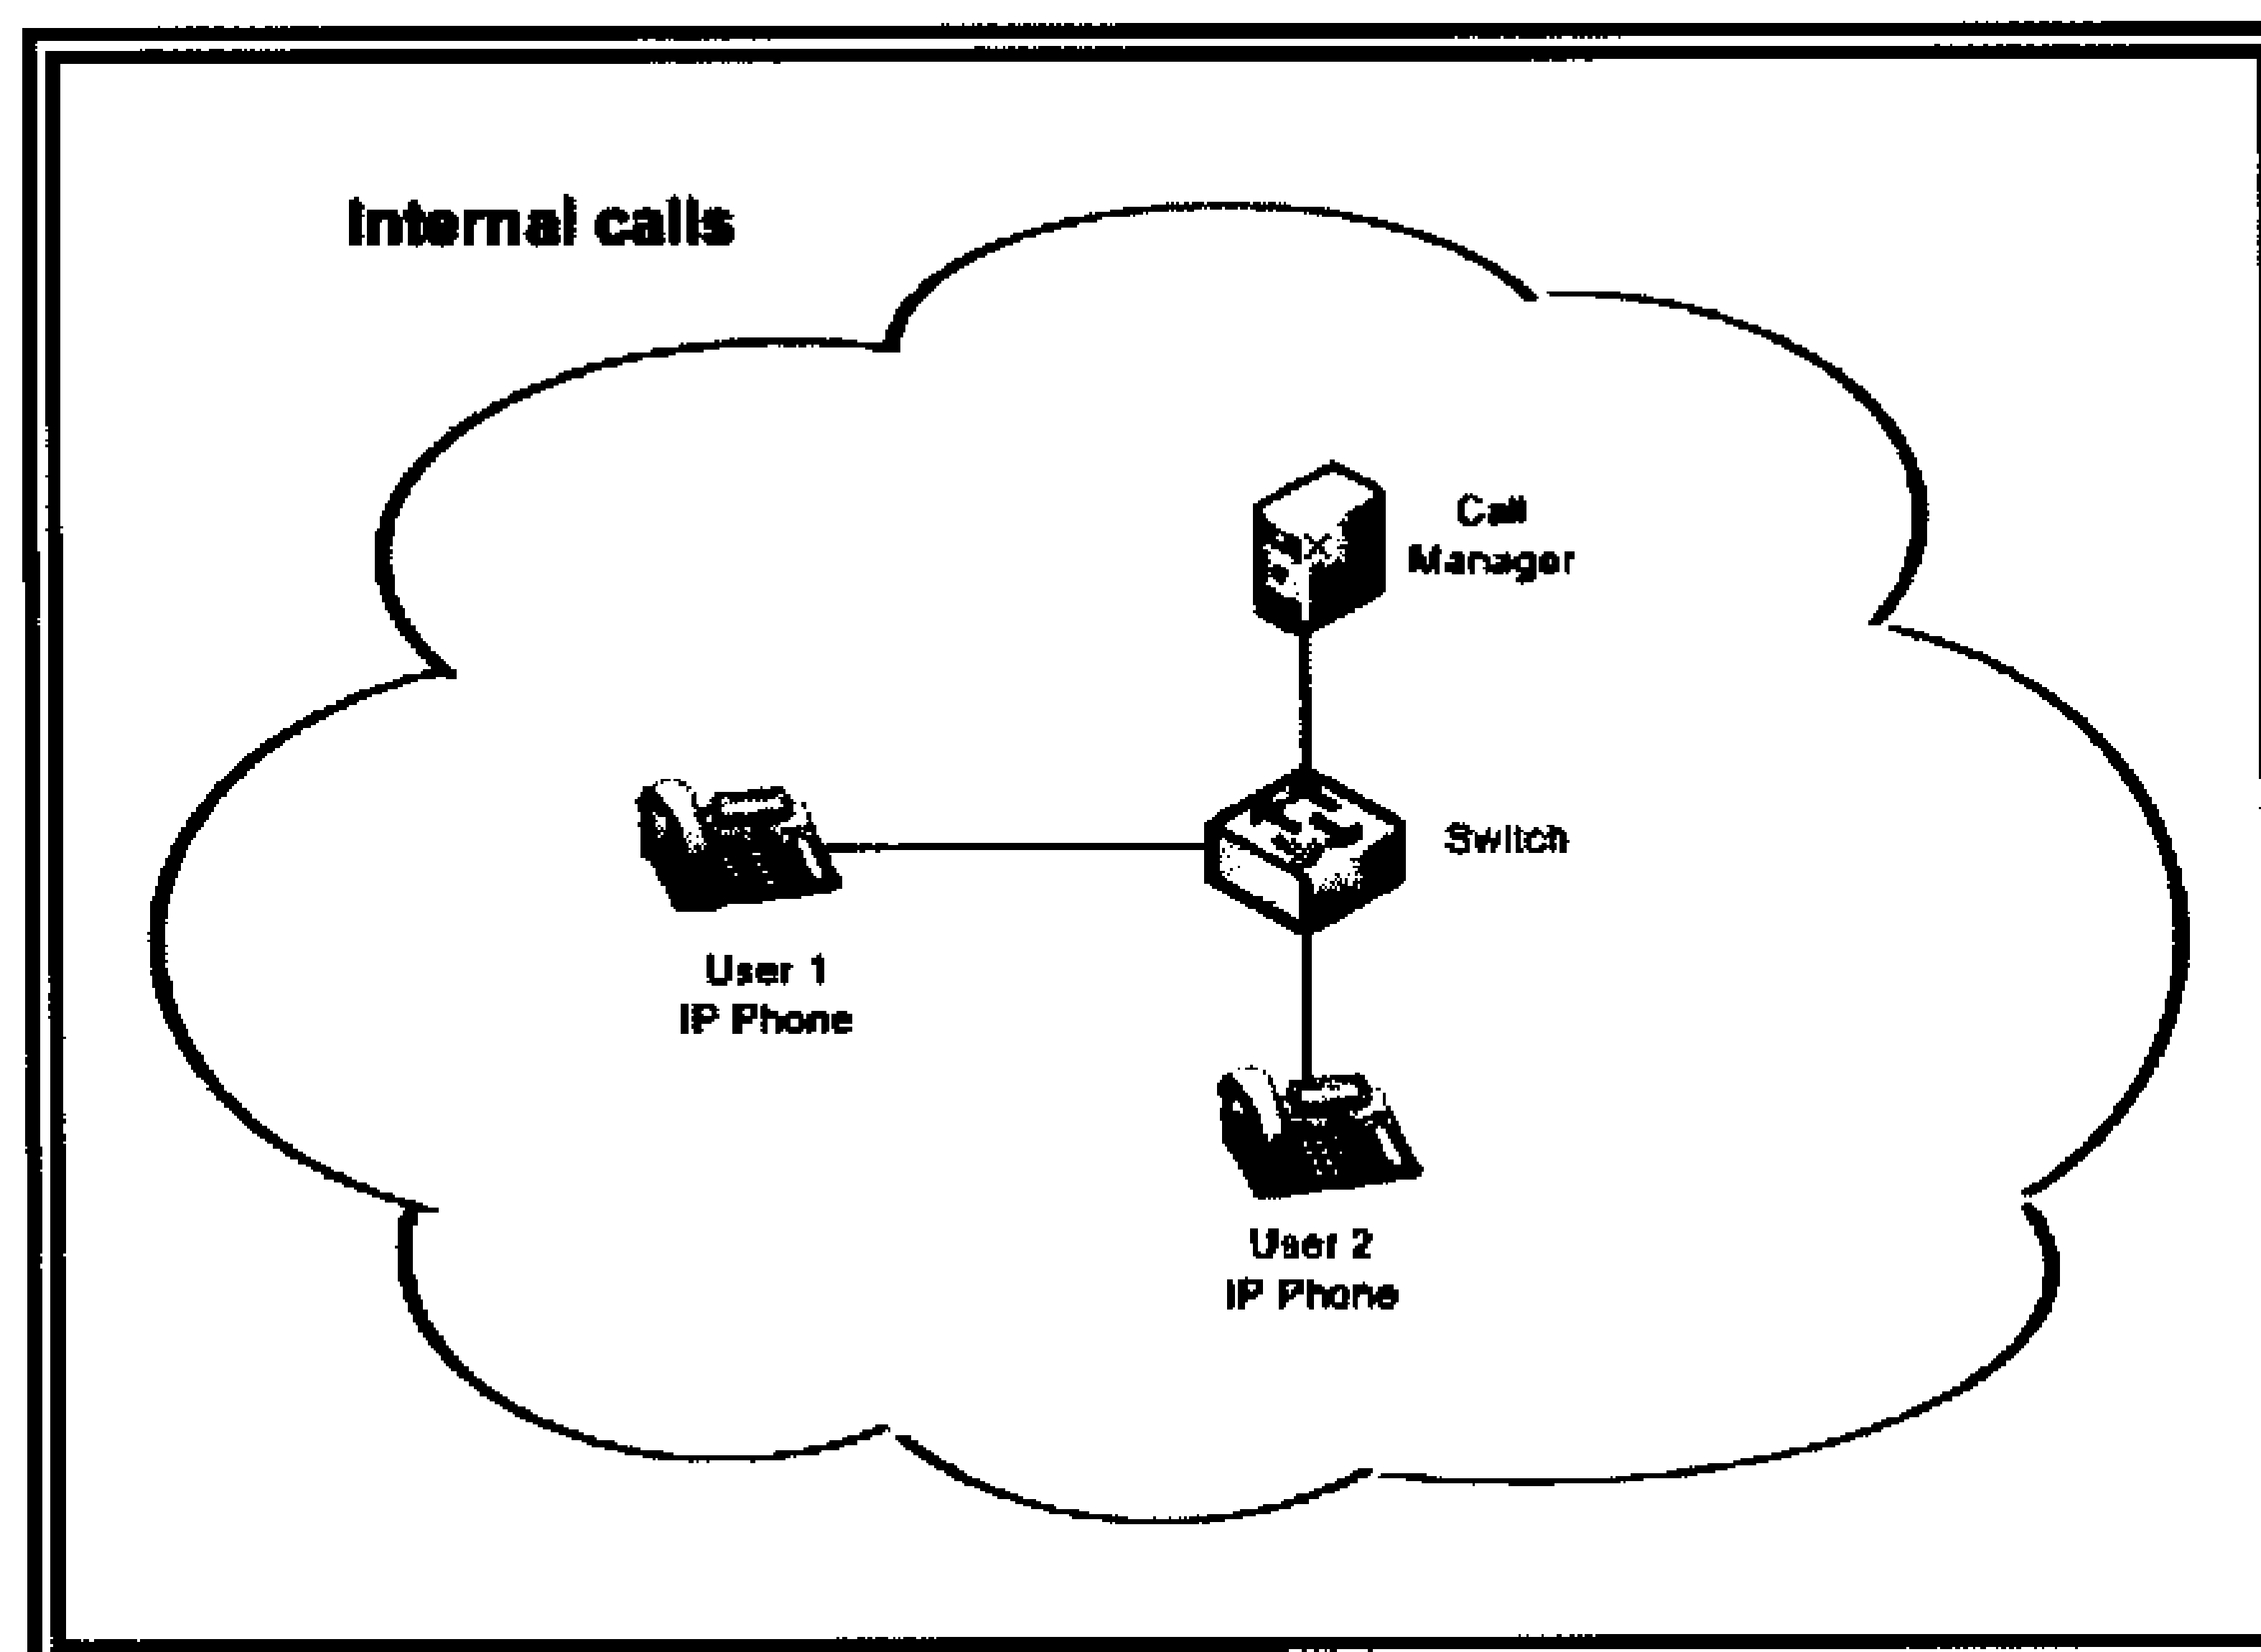 Internal calls
Call
Manager
Switch
User 1
IP Phone
User 2
IP Phone